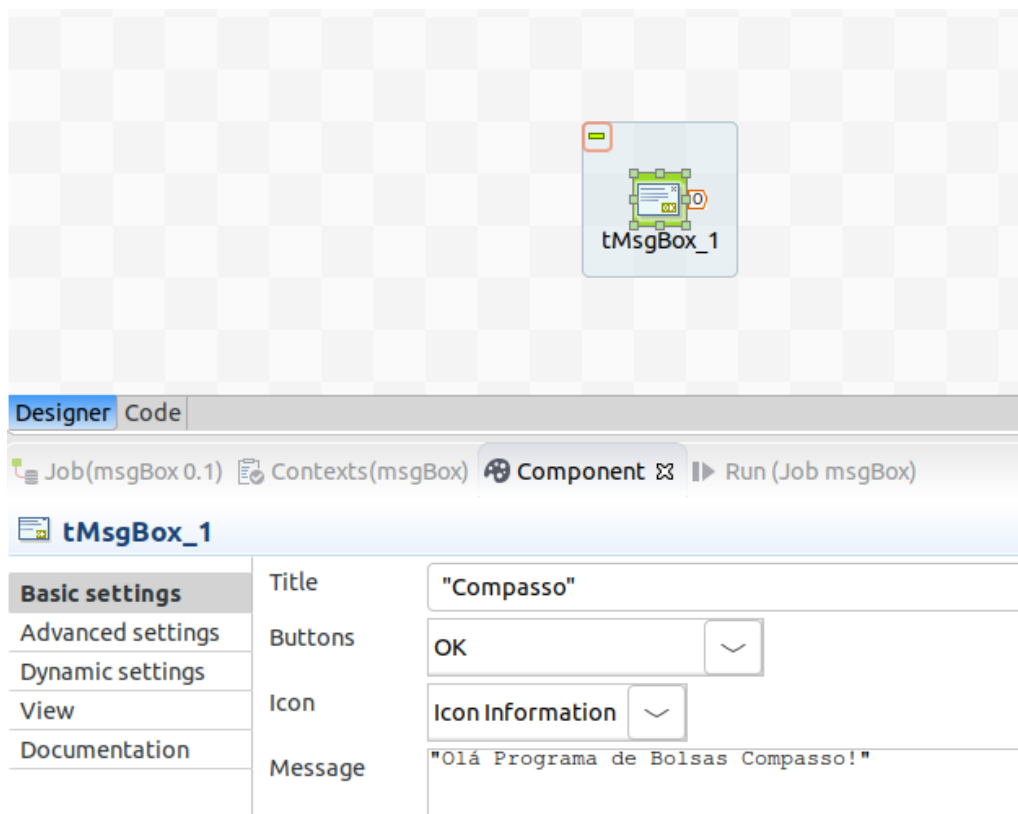 O
tMsgBox_1
Designer Code
Job(msgBox 0.1) Contexts(msgBox) Component Run (Job msgBox)
tMsgBox_1
Basic settings
Advanced settings
Dynamic settings
View
Documentation
Title "Compasso"
Buttons OK
Icon Icon Information
Message "Olá Programa de Bolsas Compasso!"